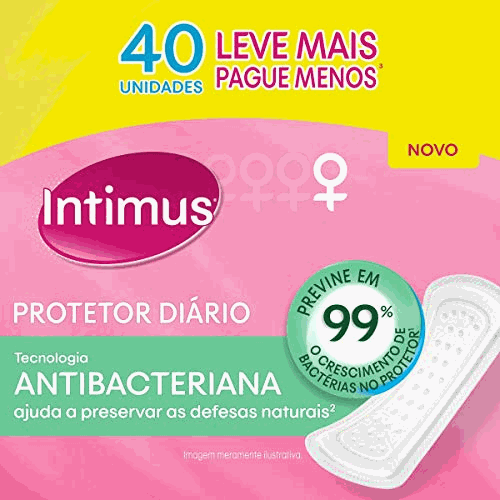 40 UNIDADES
LEVE MAIS
PAGUE MENOS³
NOVO
Intimus®
PROTETOR DIÁRIO
Tecnologia
ANTIBACTERIANA
ajuda a preservar as defesas naturais²
PREVINE EM
99%
O CRESCIMENTO DE
BACTÉRIAS NO PROTETOR¹
Imagem meramente ilustrativa.